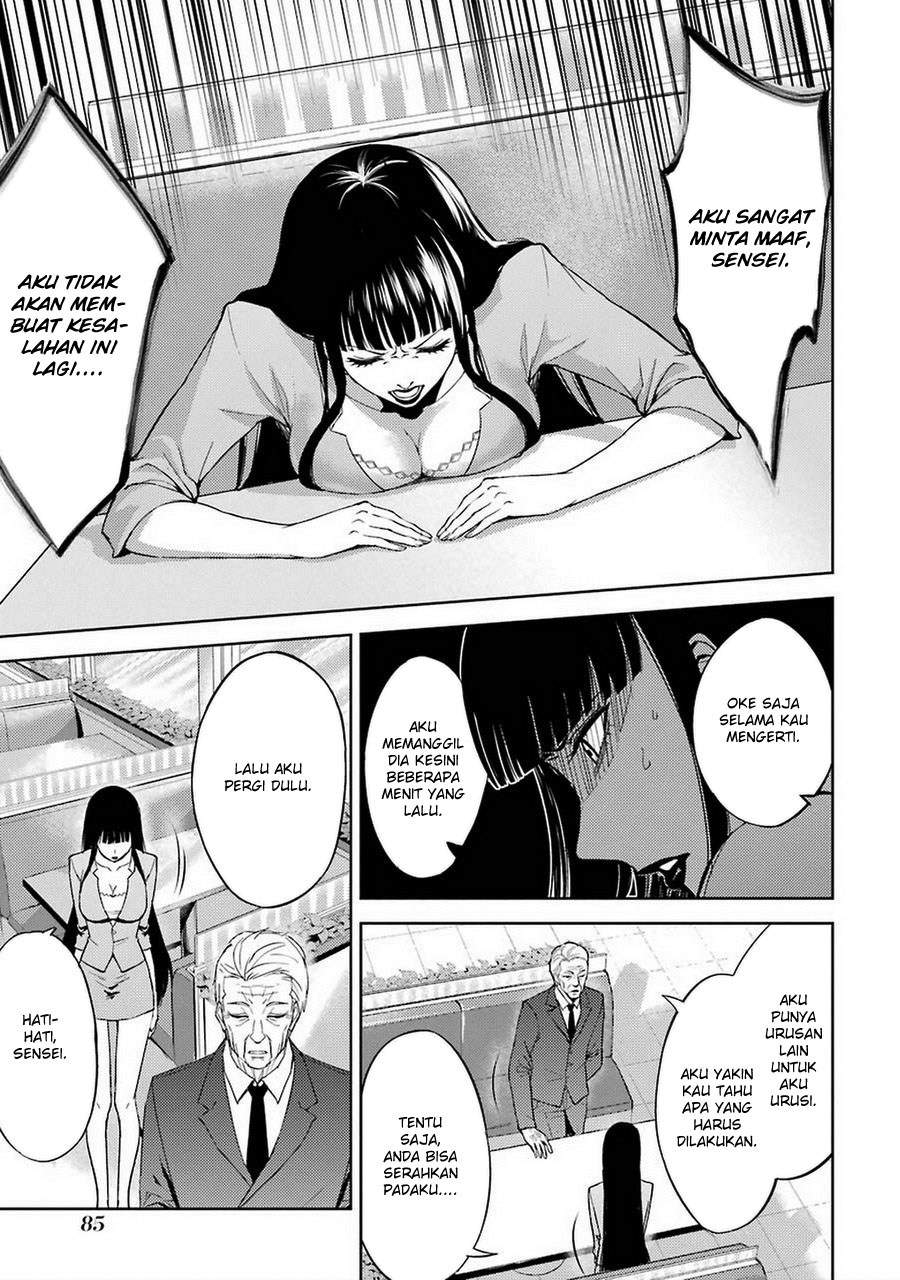 AKU SANGAT
MINTA MAAF,
SENSEI.
AKU TIDAK
AKAN MEM-
BUAT KESA-
LAHAN INI
LAGI....
OKE SAJA
SELAMA KAU
MENGERTI.
AKU
MEMANGGIL
DIA KESINI
BEBERAPA
MENIT YANG
LALU.
AKU
PUNYA
URUSAN
LAIN
UNTUK
AKU
URUSI.
AKU YAKIN
KAU TAHU
APA YANG
HARUS
DILAKUKAN.
TENTU
SAJA,
ANDA BISA
SERAHKAN
PADAKU....
LALU AKU
PERGI DULU.
HATI-
HATI,
SENSEI.
85